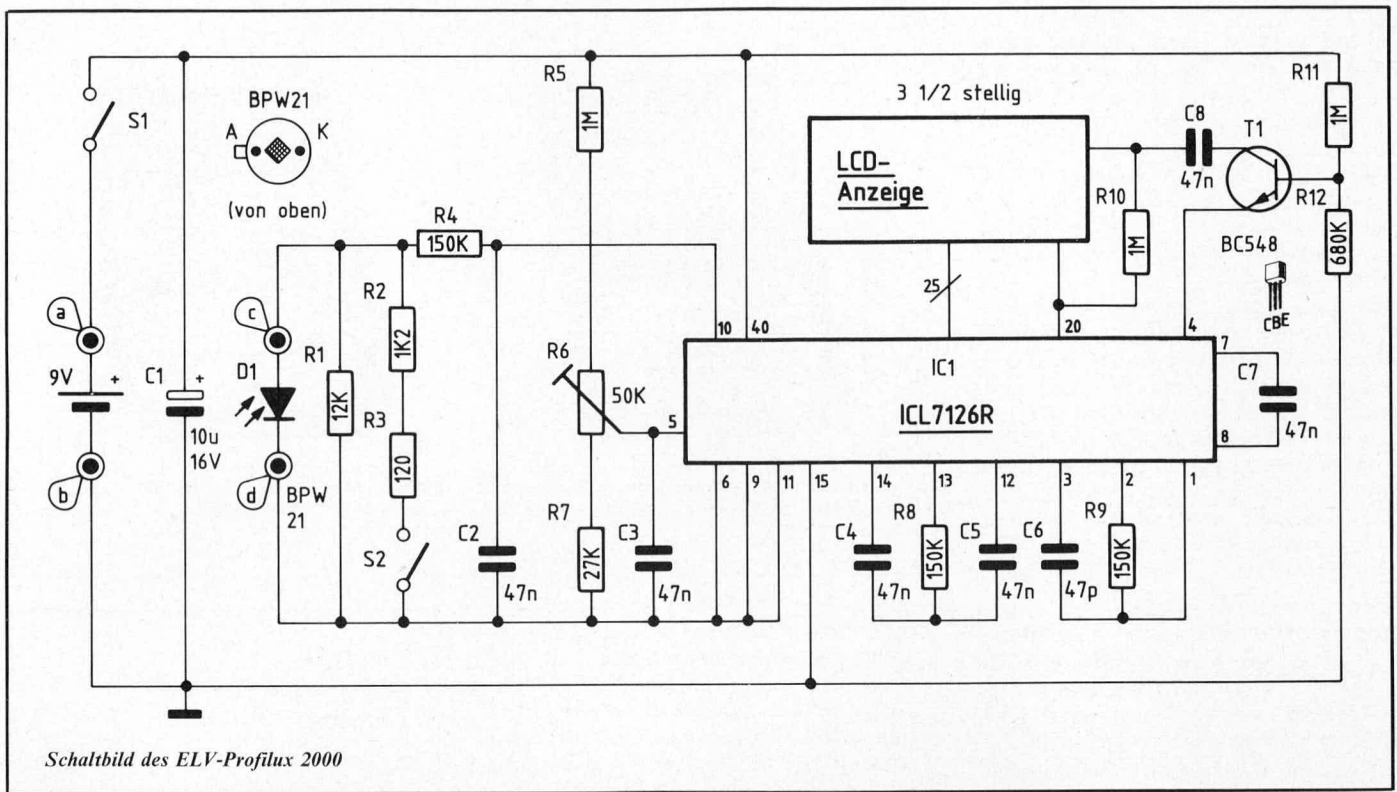 S1
BPW21
A
K
(von oben)
R5
1M
3 1/2 stellig
LCD-
Anzeige
C8
47n
T1
R11
1M
R10
1M
R12
680K
BC548
CBE
R4
150K
25
a
c
R2
1K2
10
40
20
4
7
9V
+
C1
+
10u
16V
D1
R1
12K
R3
120
R6
50K
5
IC1
ICL7126R
C7
47n
8
b
d
BPW
21
6
9
11
15
14
13
12
3
2
1
S2
C2
47n
R7
27K
C3
47n
C4
47n
R8
150K
C5
47n
C6
47p
R9
150K
Schaltbild des ELV-Profilux 2000